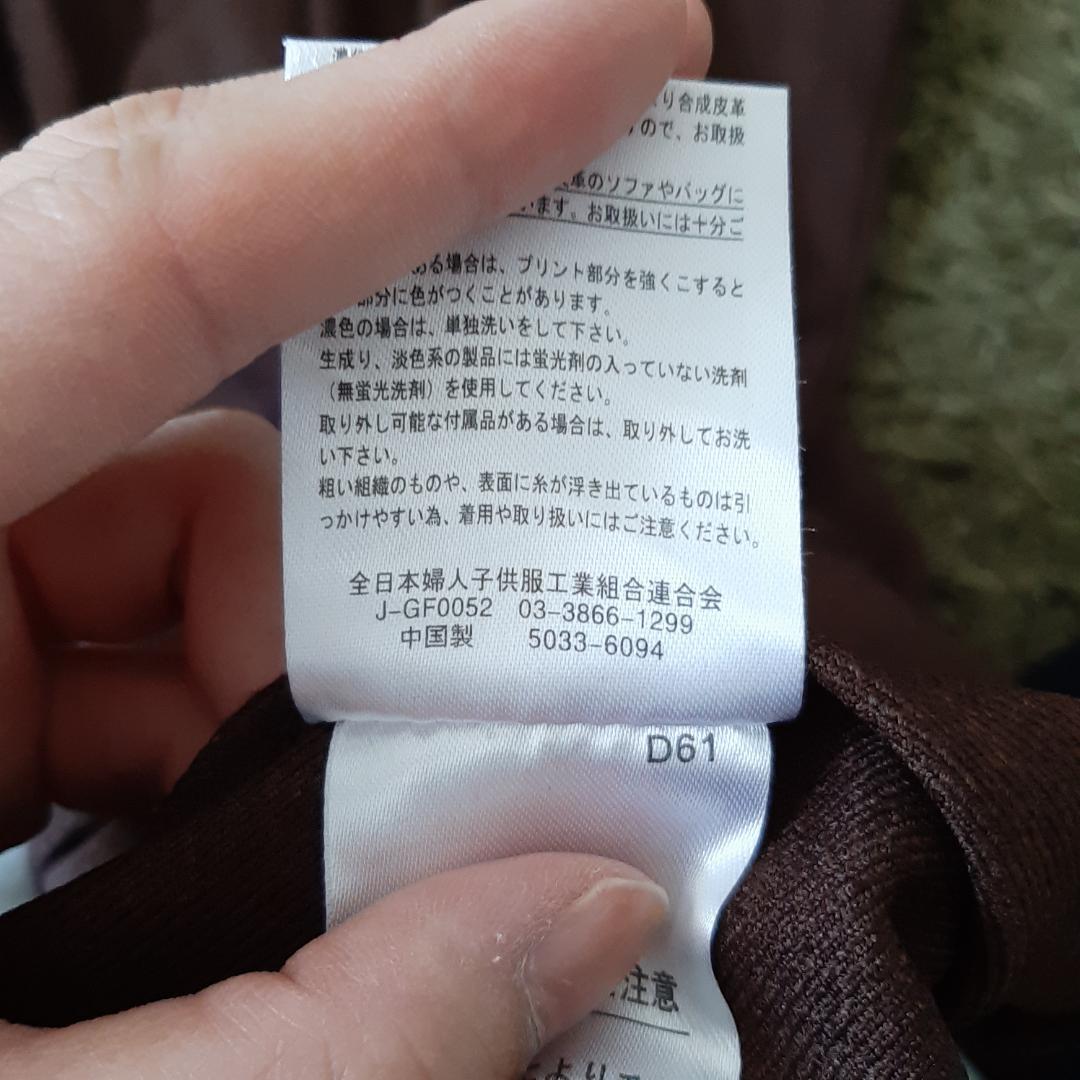 濃
り合成皮革
ので、お取扱
革のソファやバッグに
います。お取扱いには十分ご
ある場合は、プリント部分を強くこすると
部分に色がつくことがあります。
濃色の場合は、単独洗いをして下さい。
生成り、淡色系の製品には蛍光剤の入っていない洗剤
（無蛍光洗剤）を使用してください。
取り外し可能な付属品がある場合は、取り外してお洗
い下さい。
粗い組織のものや、表面に糸が浮き出ているものは引
っかけやすい為、着用や取り扱いにはご注意ください。
全日本婦人子供服工業組合連合会
J-GF0052 03-3866-1299
中国製 5033-6094
D61
注意
より